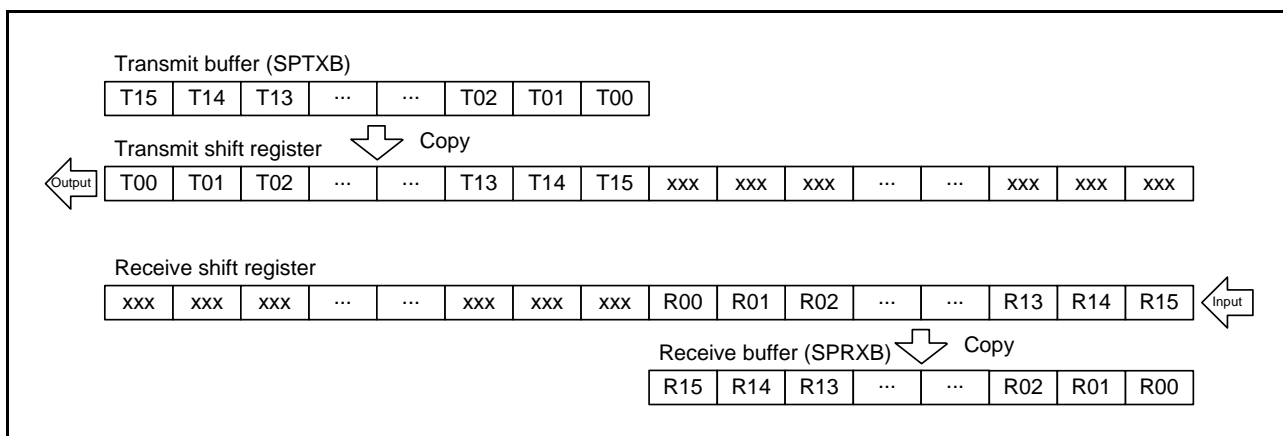 Transmit buffer (SPTXB)
T15 T14 T13 ... ... T02 T01 T00
Copy
Transmit shift register
Output T00 T01 T02 ... ... T13 T14 T15 xxx xxx xxx ... ... xxx xxx xxx
Receive shift register
xxx xxx xxx ... ... xxx xxx xxx R00 R01 R02 ... ... R13 R14 R15 Input
Receive buffer (SPRXB) Copy
R15 R14 R13 ... ... R02 R01 R00